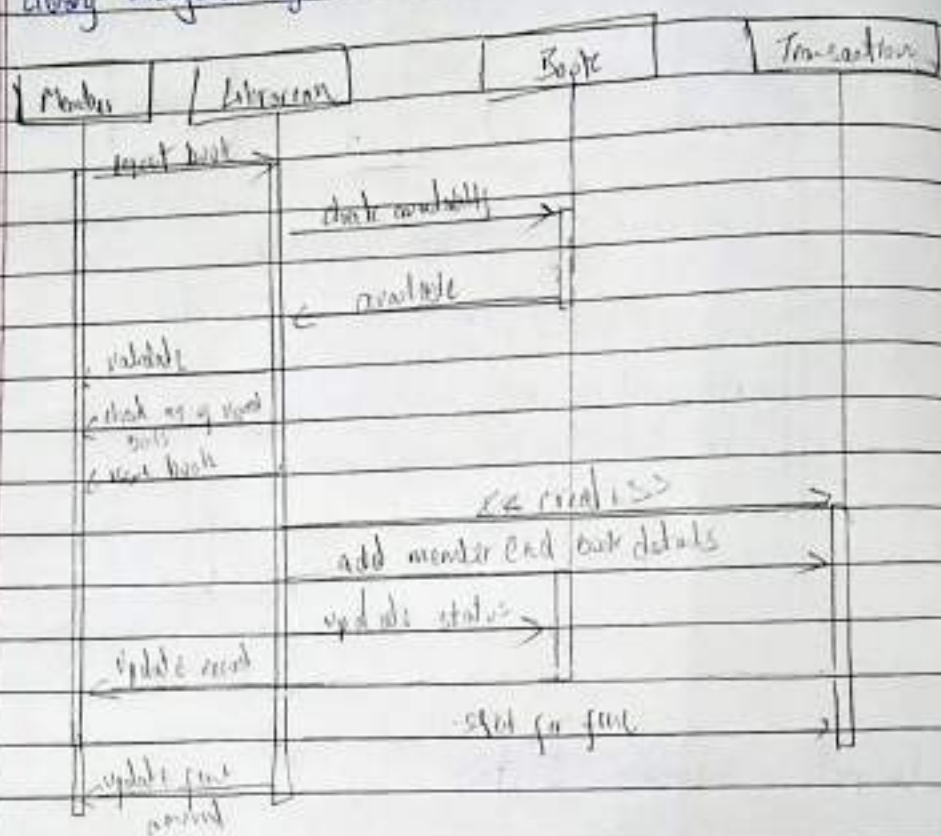 Library
Member Librarian Book Transaction
request book
check availability
available
validate
check no of issued
books
issue book
<<create>>
add member and book details
update status
update record
for fine
update fine
amount